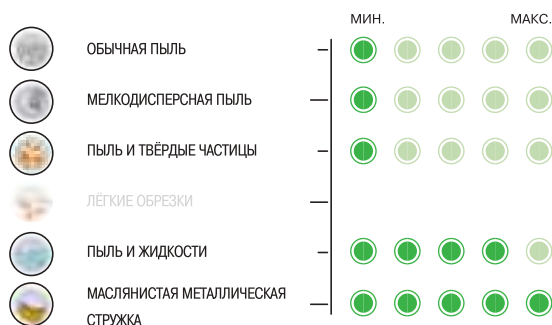 МИН. МАКС.
ОБЫЧНАЯ ПЫЛЬ
МЕЛКОДИСПЕРСНАЯ ПЫЛЬ
ПЫЛЬ И ТВЁРДЫЕ ЧАСТИЦЫ
ЛЁГКИЕ ОБРЕЗКИ
ПЫЛЬ И ЖИДКОСТИ
МАСЛЯНИСТАЯ МЕТАЛЛИЧЕСКАЯ
СТРУЖКА